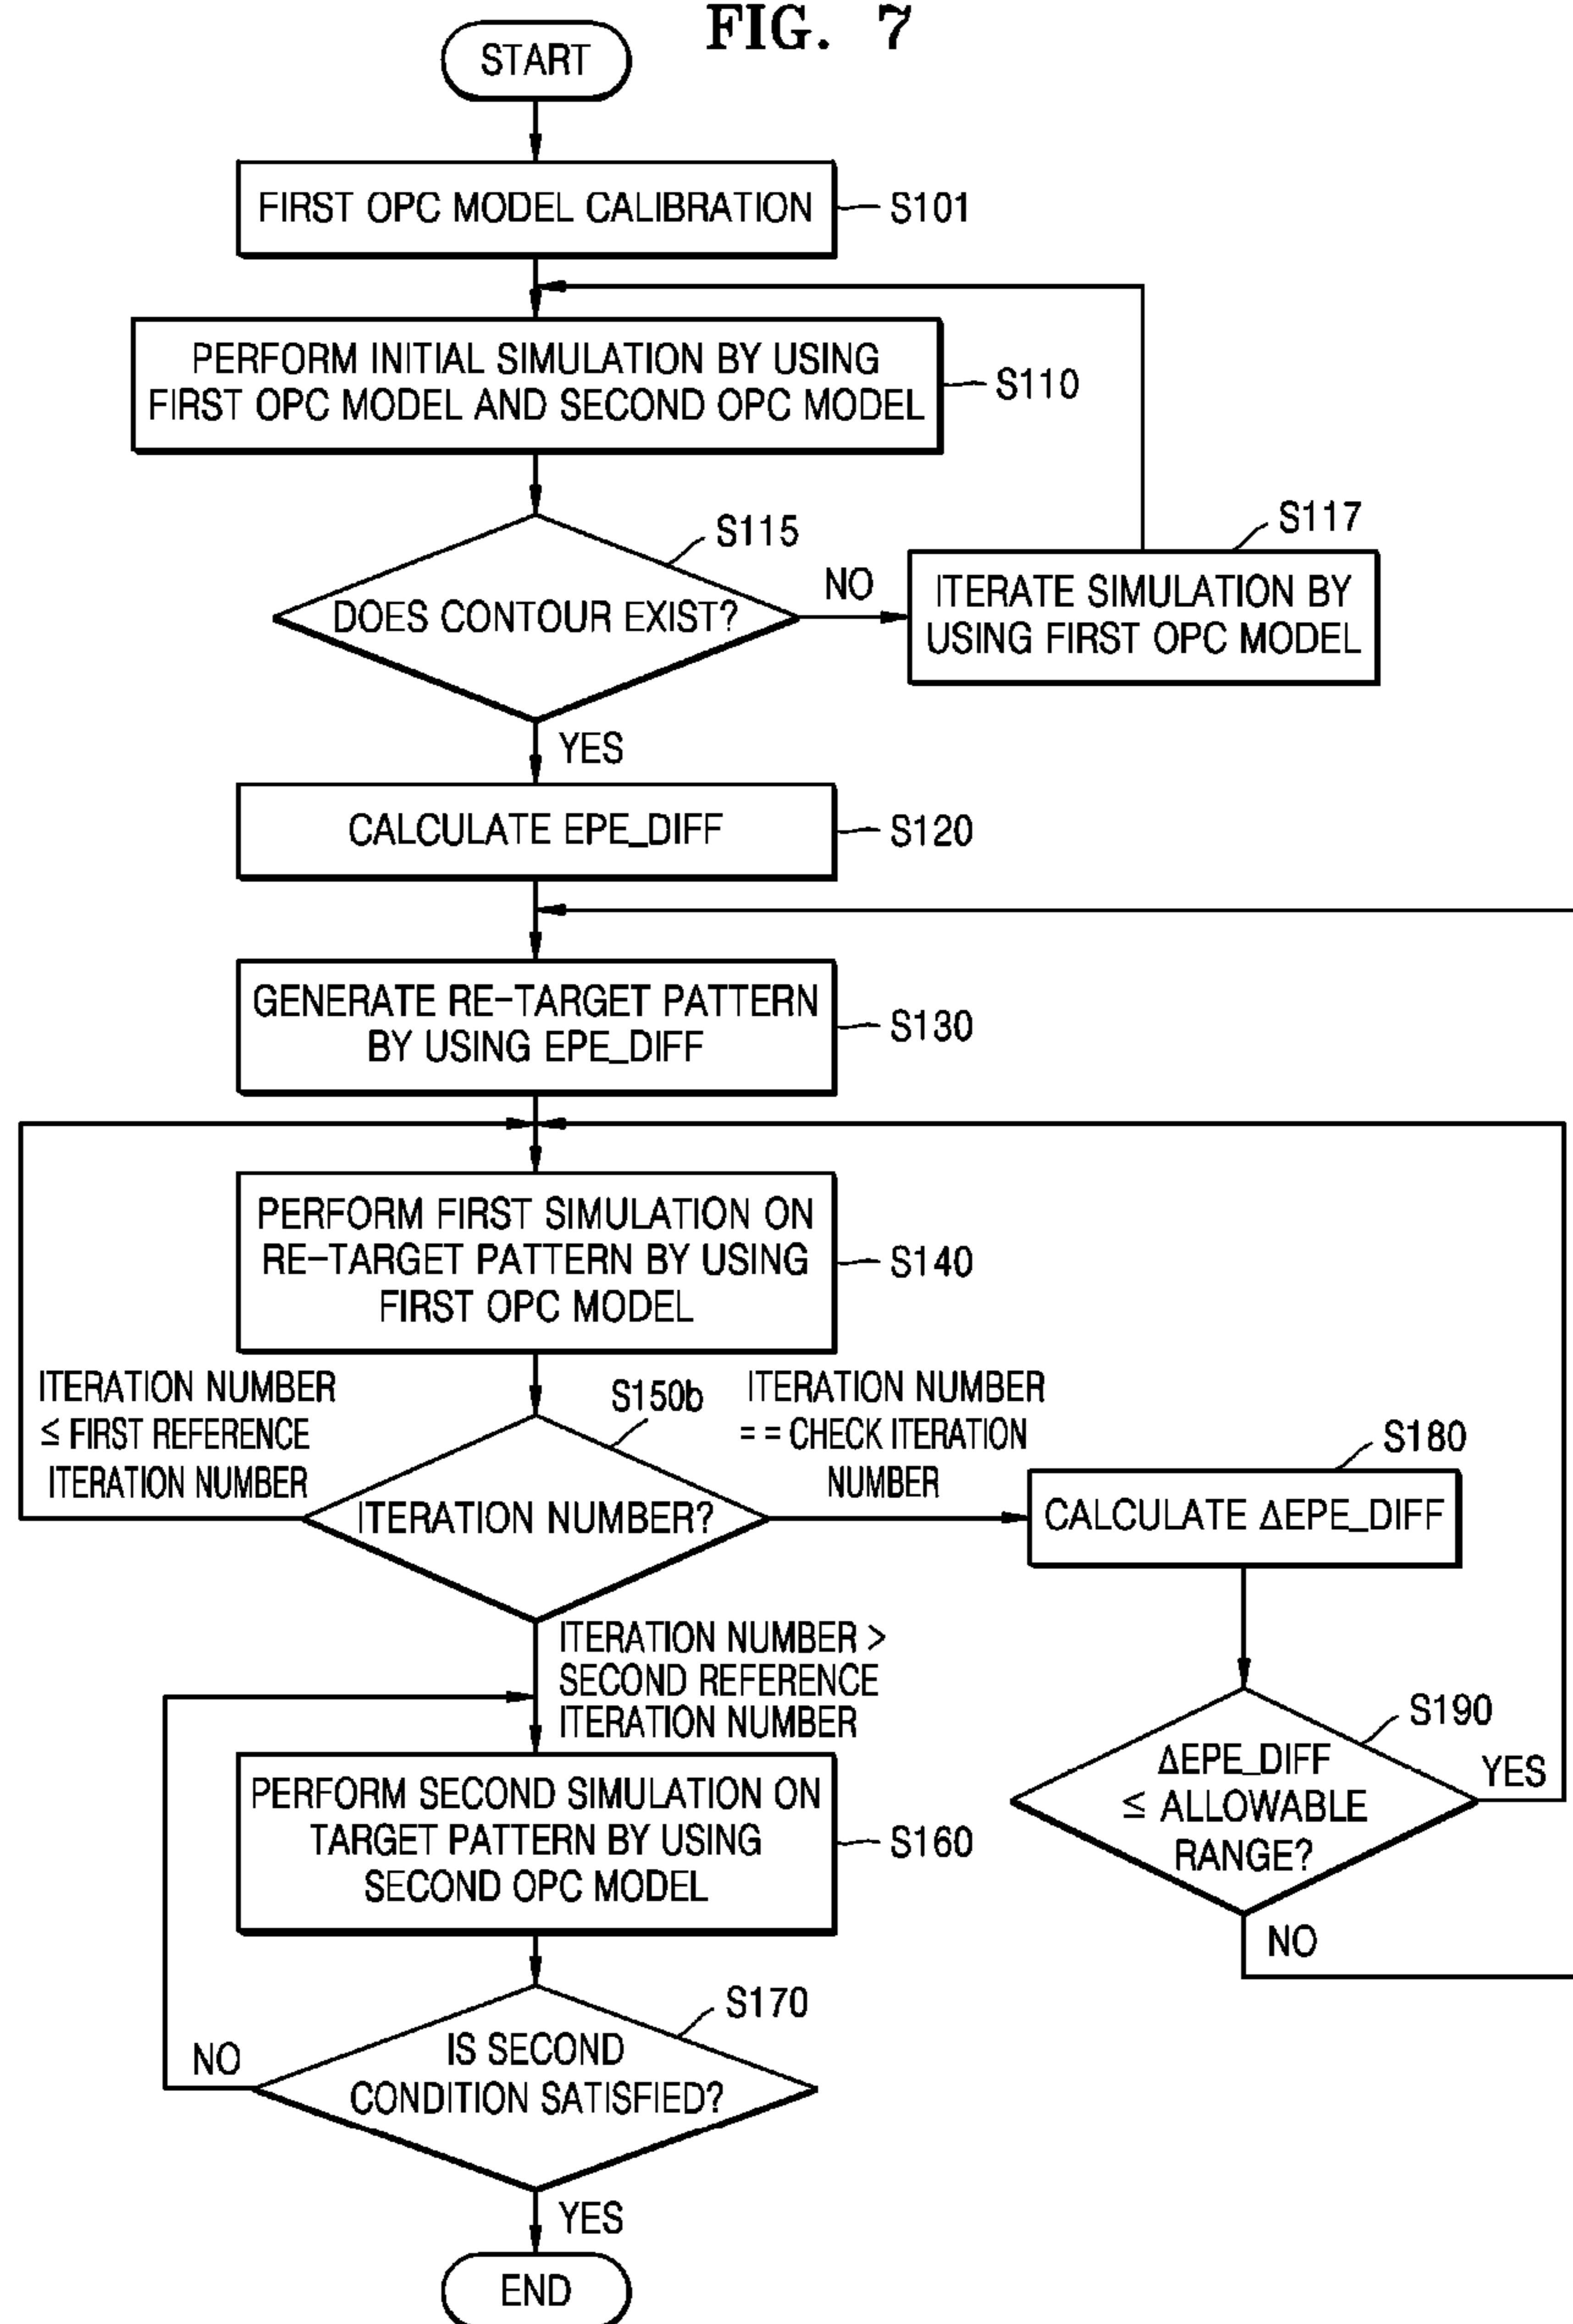 FIG. 7
START
FIRST OPC MODEL CALIBRATION
S101
PERFORM INITIAL SIMULATION BY USING
FIRST OPC MODEL AND SECOND OPC MODEL
S110
S115
DOES CONTOUR EXIST?
NO
S117
ITERATE SIMULATION BY
USING FIRST OPC MODEL
YES
CALCULATE EPE_DIFF
S120
GENERATE RE-TARGET PATTERN
BY USING EPE_DIFF
S130
PERFORM FIRST SIMULATION ON
RE-TARGET PATTERN BY USING
FIRST OPC MODEL
S140
ITERATION NUMBER
≤ FIRST REFERENCE
ITERATION NUMBER
S150b
ITERATION NUMBER?
ITERATION NUMBER
== CHECK ITERATION
NUMBER
S180
CALCULATE ΔEPE_DIFF
ITERATION NUMBER >
SECOND REFERENCE
ITERATION NUMBER
S190
ΔEPE_DIFF
≤ ALLOWABLE
RANGE?
YES
NO
PERFORM SECOND SIMULATION ON
TARGET PATTERN BY USING
SECOND OPC MODEL
S160
S170
IS SECOND
CONDITION SATISFIED?
NO
YES
END